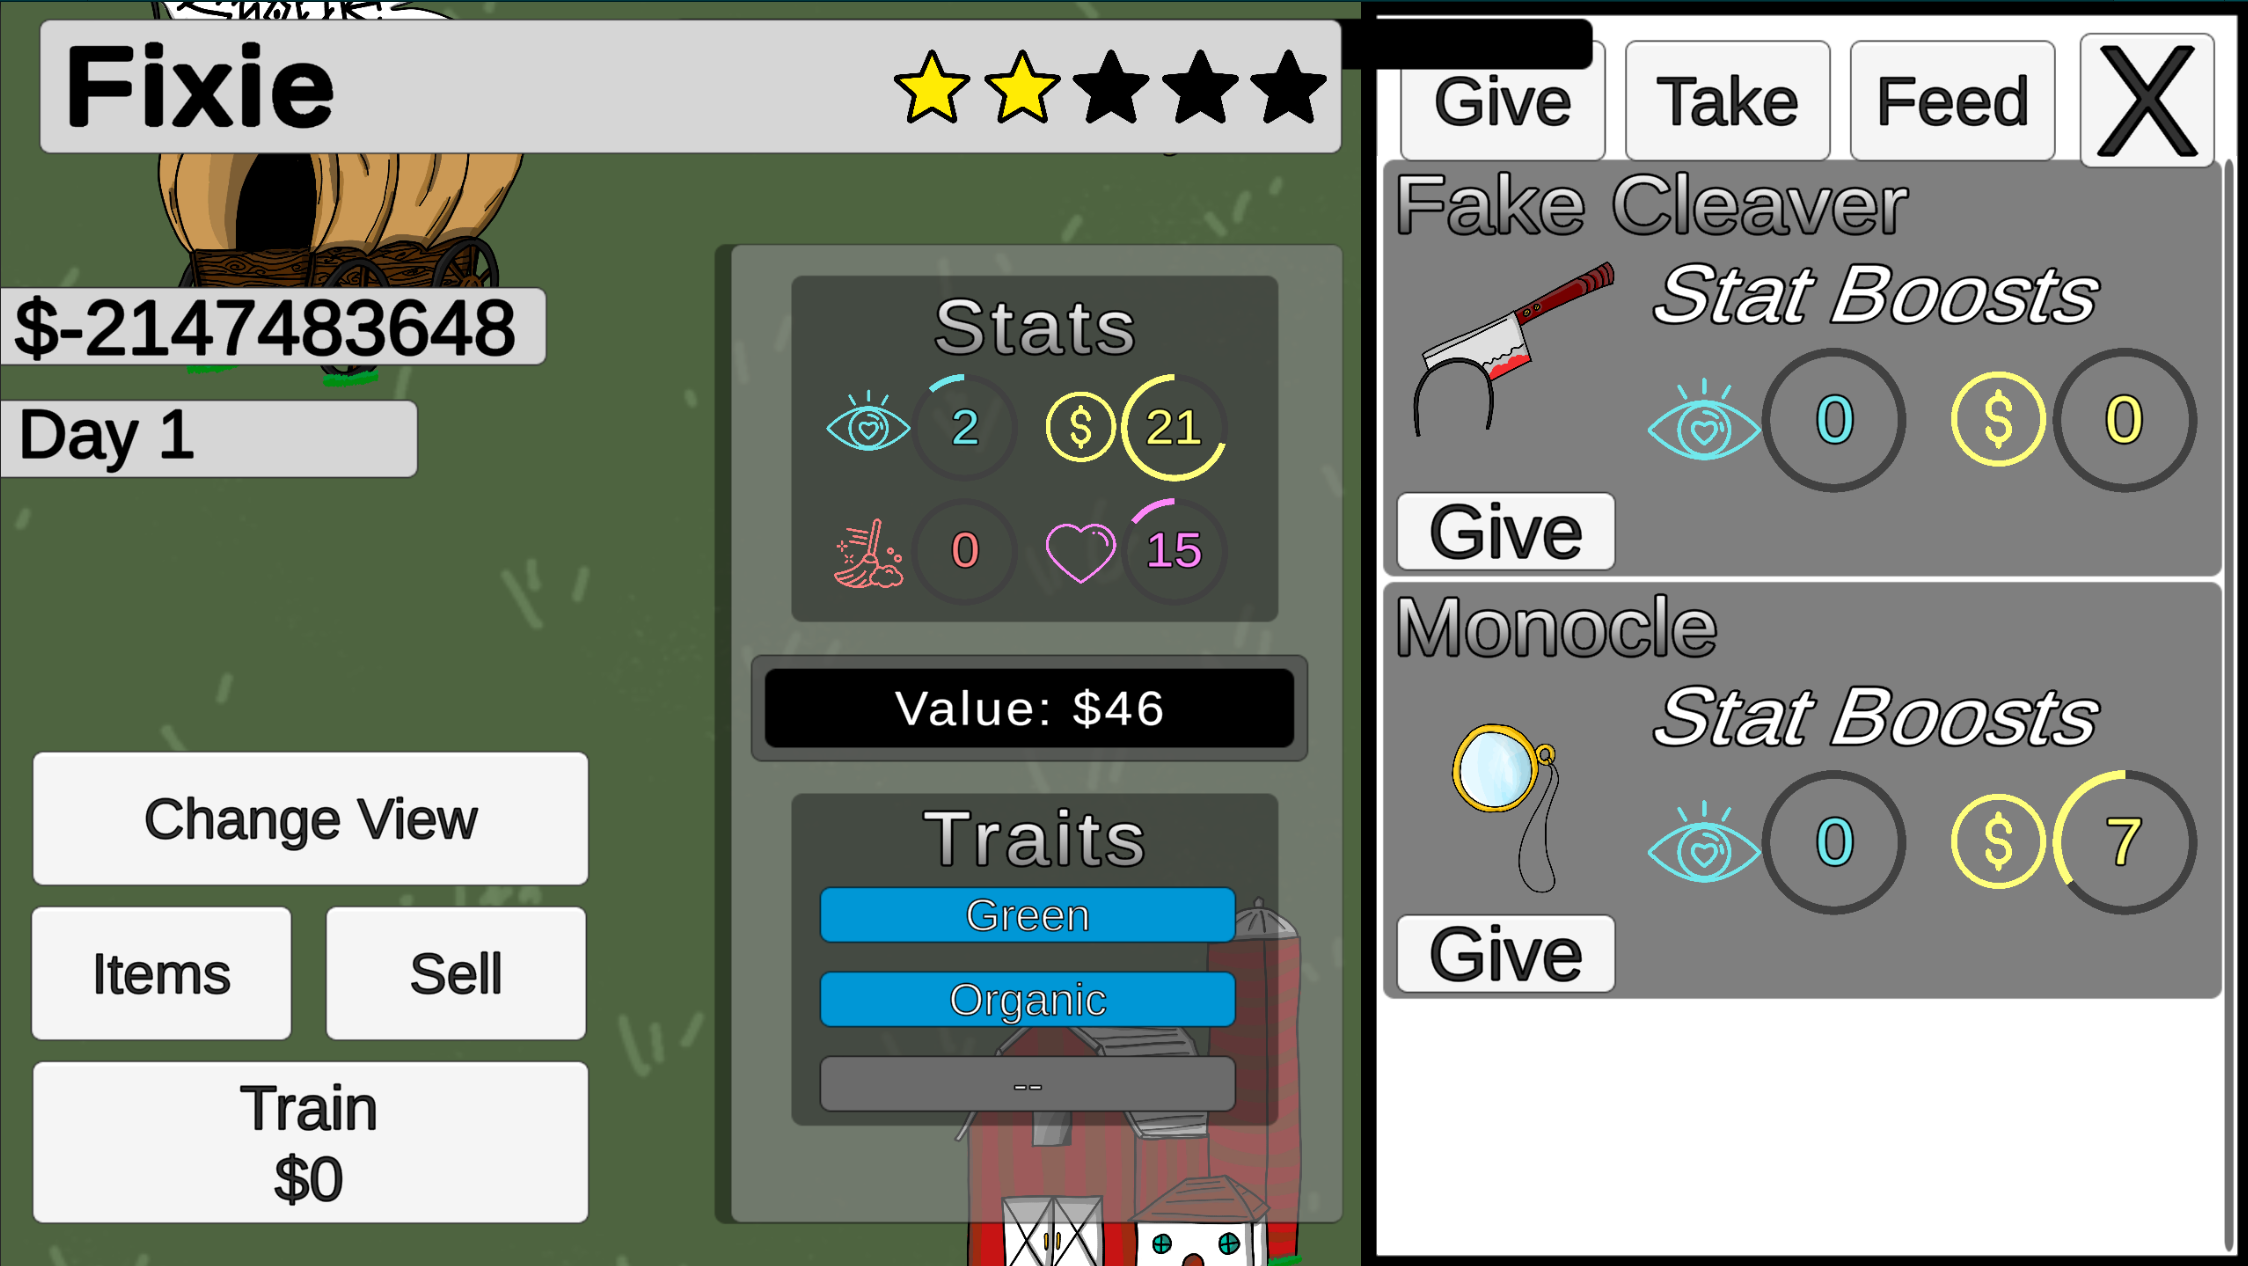 Fixie
$-2147483648
Day 1
Change View
Items
Sell
Train
$0
Stats
2
$
21
0
15
Value: $46
Traits
Green
Organic
--
Give
Take
Feed
X
Fake Cleaver
Stat Boosts
0
$
0
Give
Monocle
Stat Boosts
0
$
7
Give